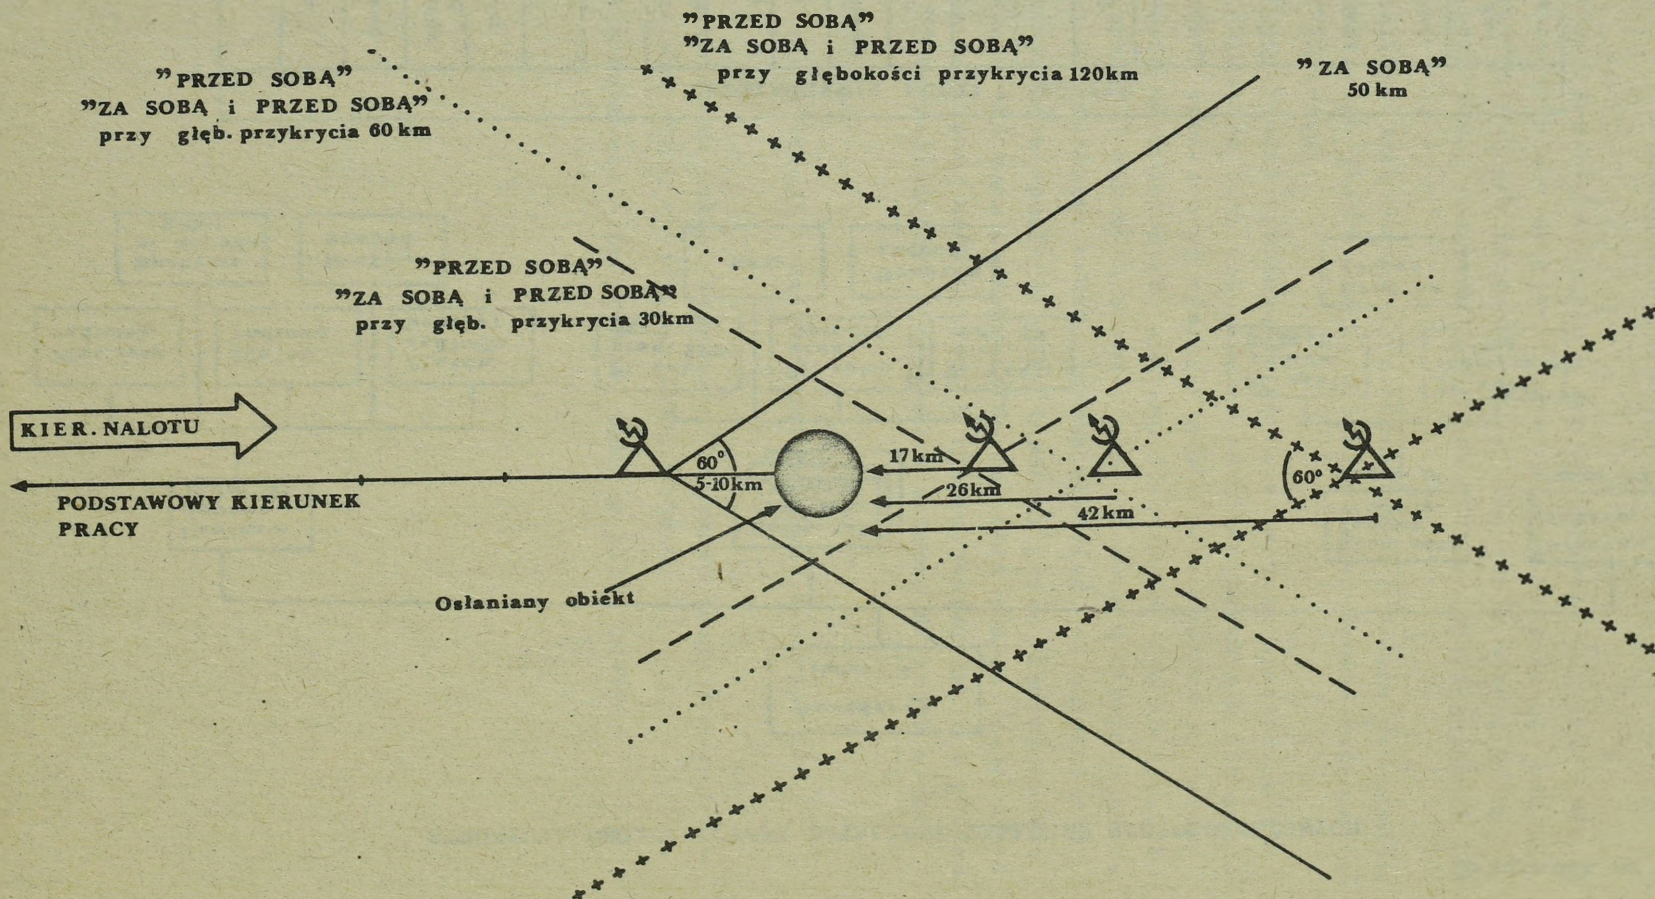 ”PRZED SOBĄ”
”ZA SOBĄ i PRZED SOBĄ”
przy głębokości przykrycia 120km
”ZA SOBĄ”
50 km
”PRZED SOBĄ”
”ZA SOBĄ i PRZED SOBĄ”
przy głęb. przykrycia 60 km
”PRZED SOBĄ”
”ZA SOBĄ i PRZED SOBĄ”
przy głęb. przykrycia 30km
KIER. NALOTU
60°
5-10km
17km
26km
42km
60°
PODSTAWOWY KIERUNEK
PRACY
Osłaniany obiekt